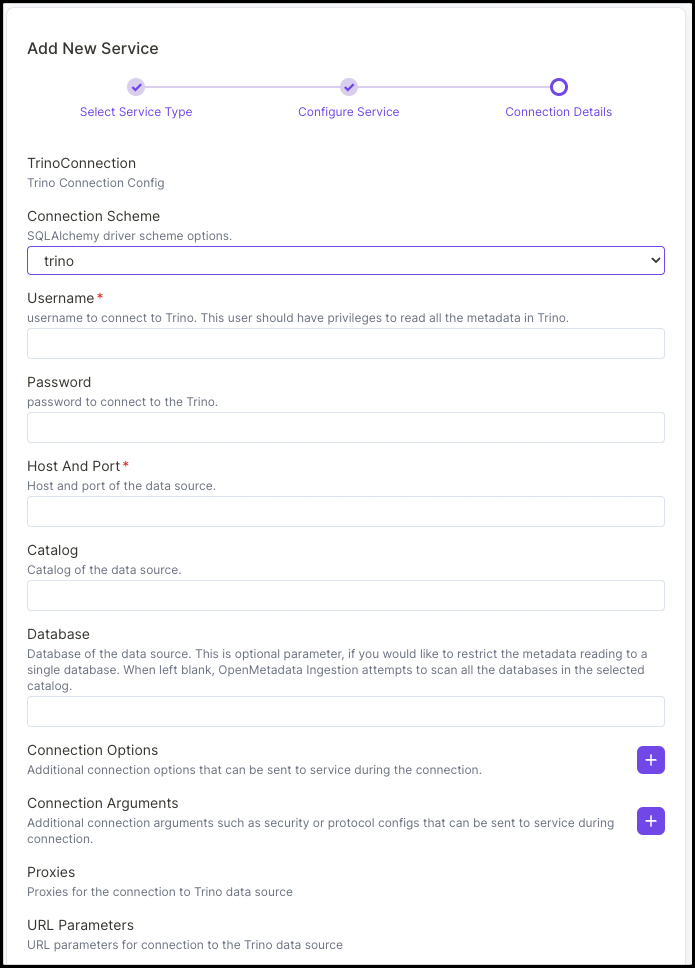 Add New Service
Select Service Type
Configure Service
Connection Details
TrinoConnection
Trino Connection Config
Connection Scheme
SQLAlchemy driver scheme options.
trino
Username*
username to connect to Trino. This user should have privileges to read all the metadata in Trino.
Password
password to connect to the Trino.
Host And Port*
Host and port of the data source.
Catalog
Catalog of the data source.
Database
Database of the data source. This is optional parameter, if you would like to restrict the metadata reading to a
single database. When left blank, OpenMetadata Ingestion attempts to scan all the databases in the selected
catalog.
Connection Options
Additional connection options that can be sent to service during the connection.
Connection Arguments
Additional connection arguments such as security or protocol configs that can be sent to service during
connection.
Proxies
Proxies for the connection to Trino data source
URL Parameters
URL parameters for connection to the Trino data source